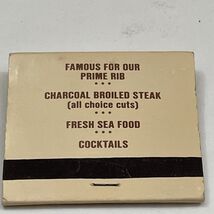 FAMOUS FOR OUR
PRIME RIB
•••
CHARCOAL BROILED STEAK
(all choice cuts)
•••
FRESH SEA FOOD
•••
COCKTAILS